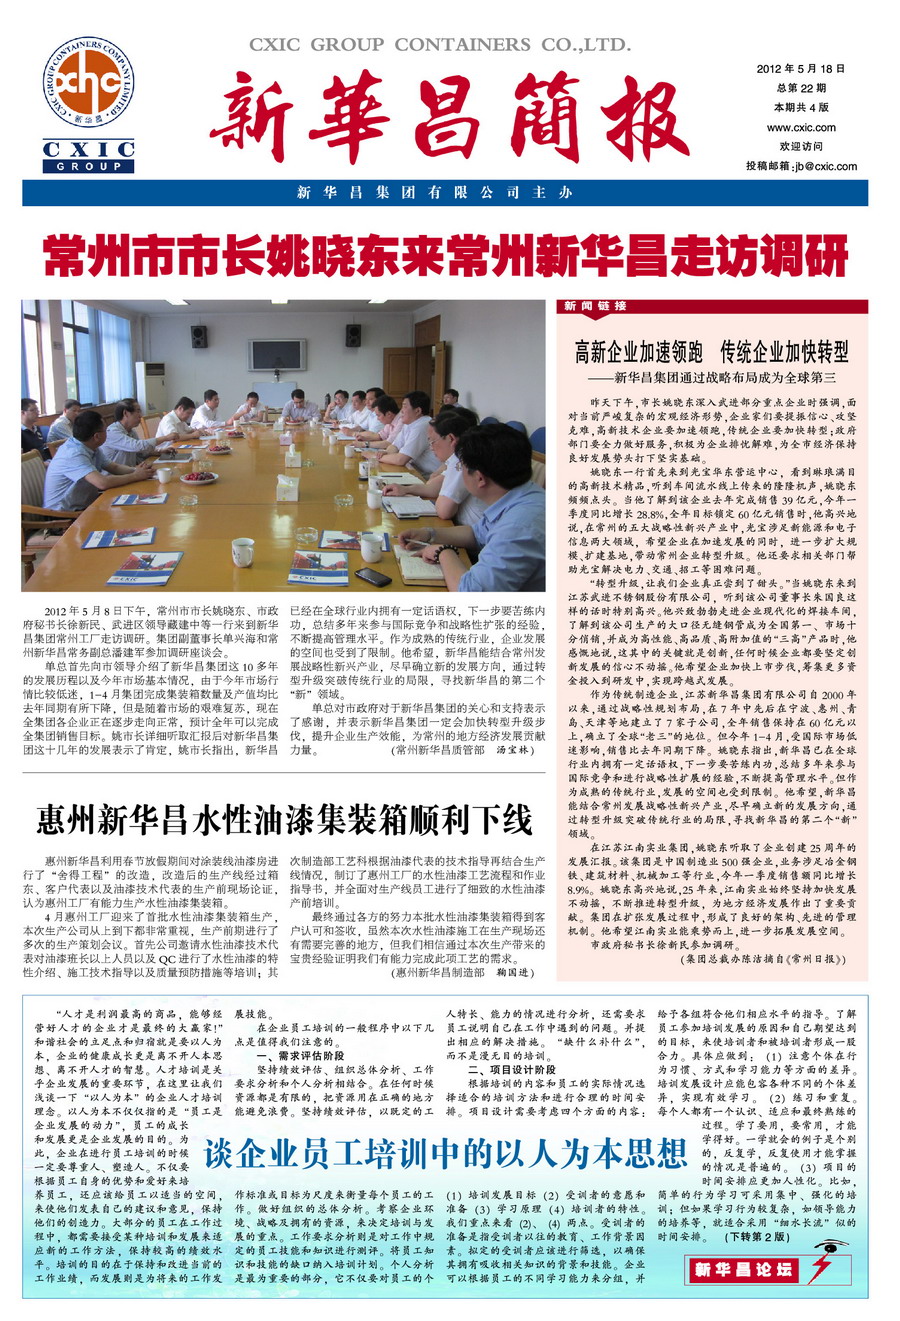 CXIC GROUP CONTAINERS CO.,LTD.
新華昌簡报
CXIC
GROUP
2012 年 5 月 18 日
总第 22 期
本期共 4 版
www.cxic.com
欢迎访问
投稿邮箱:jb@cxic.com
新华昌集团有限公司主办
常州市市长姚晓东来常州新华昌走访调研
2012 年 5 月 8 日下午，常州市市长姚晓东、市政
府秘书长徐新民、武进区领导戴建中等一行来到新华
昌集团常州工厂走访调研。集团副董事长单兴海和常
州新华昌常务副总潘建军参加调研座谈会。
单总首先向市领导介绍了新华昌集团这 10 多年
的发展历程以及今年市场基本情况，由于今年市场行
情比较低迷，1-4 月集团完成集装箱数量及产值均比
去年同期有所下降，但是随着市场的艰难复苏，现在
全集团各企业正在逐步走向正常，预计全年可以完成
全集团销售目标。姚市长详细听取汇报后对新华昌集
团这十几年的发展表示了肯定，姚市长指出，新华昌
已经在全球行业内拥有一定话语权，下一步要苦练内
功，总结多年来参与国际竞争和战略性扩张的经验，
不断提高管理水平。作为成熟的传统行业，企业发展
的空间也受到了限制。他希望，新华昌能结合常州发
展战略性新兴产业，尽早确立新的发展方向，通过转
型升级突破传统行业的局限，寻找新华昌的第二个
“新”领域。
单总对市政府对于新华昌集团的关心和支持表示
了感谢，并表示新华昌集团一定会加快转型升级步
伐，提升企业生产效能，为常州的地方经济发展贡献
力量。 (常州新华昌质管部 汤宝林)
新闻链接
高新企业加速领跑 传统企业加快转型
——新华昌集团通过战略布局成为全球第三
昨天下午,市长姚晓东深入武进部分重点企业时强调,面
对当前严峻复杂的宏观经济形势,企业家们要提振信心、攻坚
克难,高新技术企业要加速领跑,传统企业要加快转型;政府
部门要全力做好服务,积极为企业排忧解难,为全市经济保持
良好发展势头打下坚实基础。
姚晓东一行首先来到光宝华东营运中心，看到琳琅满目
的高新技术精品,听到车间流水线上传来的隆隆机声,姚晓东
频频点头。当他了解到该企业去年完成销售 39 亿元,今年一
季度同比增长 28.8%,全年目标锁定 60 亿元销售时,他高兴地
说,在常州的五大战略性新兴产业中,光宝涉足新能源和电子
信息两大领域，希望企业在加速发展的同时，进一步扩大规
模、扩建基地,带动常州企业转型升级。他还要求相关部门帮
助光宝解决电力、交通、招工等困难问题。
“转型升级,让我们企业真正尝到了甜头。”当姚晓东来到
江苏武进不锈钢股份有限公司，听到该公司董事长朱国良这
样的话时特别高兴。他兴致勃勃走进企业现代化的焊接车间,
了解到该公司生产的大口径无缝钢管成为全国第一、市场十
分俏销,并成为高性能、高品质、高附加值的“三高”产品时,他
感慨地说,这其中的关键就是创新,任何时候企业都要坚定创
新发展的信心不动摇。他希望企业加快上市步伐,筹集更多资
金投入到研发中,实现跨越式发展。
作为传统制造企业,江苏新华昌集团有限公司自 2000 年
以来,通过战略性规划布局,在 7 年中先后在宁波、惠州、青
岛、天津等地建立了 7 家子公司,全年销售保持在 60 亿元以
上,确立了全球“老三”的地位。但今年 1-4 月,受国际市场低
迷影响,销售比去年同期下降。姚晓东指出,新华昌已在全球
行业内拥有一定话语权,下一步要苦练内功,总结多年来参与
国际竞争和进行战略性扩展的经验,不断提高管理水平。但作
为成熟的传统行业,发展的空间也受到限制。他希望,新华昌
能结合常州发展战略性新兴产业,尽早确立新的发展方向,通
过转型升级突破传统行业的局限,寻找新华昌的第二个“新”
领域。
在江苏江南实业集团,姚晓东听取了企业创建 25 周年的
发展汇报。该集团是中国制造业 500 强企业,业务涉足冶金钢
铁、建筑材料、机械加工等行业,今年一季度销售额同比增长
8.9%。姚晓东高兴地说,25 年来,江南实业始终坚持加快发展
不动摇，不断推进转型升级，为地方经济发展作出了重要贡
献。集团在扩张发展过程中,形成了良好的架构、先进的管理
机制。他希望江南实业能乘势而上,进一步拓展发展空间。
市政府秘书长徐新民参加调研。
(集团总裁办陈洁摘自《常州日报》)
惠州新华昌水性油漆集装箱顺利下线
惠州新华昌利用春节放假期间对涂装线油漆房进
行了“舍得工程”的改造，改造后的生产线经过箱
东、客户代表以及油漆技术代表的生产前现场论证，
认为惠州工厂有能力生产水性油漆集装箱。
4 月惠州工厂迎来了首批水性油漆集装箱生产，
本次生产公司从上到下都非常重视，生产前期进行了
多次的生产策划会议。首先公司邀请水性油漆技术代
表对油漆班长以上人员以及 QC 进行了水性油漆的特
性介绍、施工技术指导以及质量预防措施等培训；其
次制造部工艺科根据油漆代表的技术指导再结合生产
线情况，制订了惠州工厂的水性油漆工艺流程和作业
指导书，并全面对生产线员工进行了细致的水性油漆
产前培训。
最终通过各方的努力本批水性油漆集装箱得到客
户认可和签收，虽然本次水性油漆施工在生产现场还
有需要完善的地方，但我们相信通过本次生产带来的
宝贵经验证明我们有能力完成此项工艺的需求。
(惠州新华昌制造部 鞠国进)
谈企业员工培训中的以人为本思想
“人才是利润最高的商品，能够经
营好人才的企业才是最终的大赢家!”
和谐社会的立足点和归宿就是要以人为
本，企业的健康成长更是离不开人本思
想、离不开人才的智慧。人才培训是关
乎企业发展的重要环节，在这里让我们
浅谈一下“以人为本”的企业人才培训
理念。以人为本不仅仅指的是“员工是
企业发展的动力”，员工的成长
和发展更是企业发展的目的。为
此，企业在进行员工培训的时候
一定要尊重人、塑造人。不仅要
根据员工自身的优势和爱好来培
养员工，还应该给员工以适当的空间，
来使他们发表自己的建议和意见，保持
他们的创造力。大部分的员工在工作过
程中，都需要接受某种培训和发展来适
应新的工作方法，保持较高的绩效水
平。培训的目的在于保持和改进当前的
工作业绩，而发展则是为将来的工作发
展技能。
在企业员工培训的一般程序中以下几
点是值得我们注意的。
一、需求评估阶段
坚持绩效评估、组织总体分析、工作
要求分析和个人分析相结合。在任何时候
资源都是有限的，把资源用在正确的地方
能避免浪费。坚持绩效评估，以既定的工
作标准或目标为尺度来衡量每个员工的工
作。做好组织的总体分析。考察企业环
境、战略及拥有的资源，来决定培训与发
展的重点。工作要求分析则是对工作中规
定的员工技能和知识进行测评。将员工知
识和技能的缺口纳入培训计划。个人分析
是最为重要的部分，它不仅要对员工的个
人特长、能力的情况进行分析，还需要求
员工说明自己在工作中遇到的问题。并提
出相应的解决措施。“缺什么补什么”，
而不是漫无目的培训。
二、项目设计阶段
根据培训的内容和员工的实际情况选
择适合的培训方法和进行合理的时间安
排。项目设计需要考虑四个方面的内容：
(1) 培训发展目标 (2) 受训者的意愿和
准备 (3) 学习原理 (4) 培训者的特性。
我们重点来看 (2)、(4) 两点。受训者的
准备是指受训者以往的教育、工作背景因
素。拟定的受训者应该进行筛选，以确保
其拥有吸收相关知识的背景和技能。企业
可以根据员工的不同学习能力来分组，并
给予各组符合他们相应水平的指导。了解
员工参加培训发展的原因和自己期望达到
的目标，来使培训者和被培训者形成一股
合力。具体应做到： (1) 注意个体在行
为习惯、方式和学习能力等方面的差异。
培训发展设计应能包容各种不同的个体差
异，实现有效学习。 (2) 练习和重复。
每个人都有一个认识、适应和最终熟练的
过程。学了要用，要常用，才能
学得好。一学就会的例子是个别
的，反复学，反复使用才能掌握
的情况是普遍的。 (3) 项目的
时间安排应更加人性化。比如，
简单的行为学习可采用集中、强化的培
训；但如果学习行为较复杂，如领导能力
的培养等，就适合采用“细水长流”似的
时间安排。 (下转第 2 版)
新华昌论坛